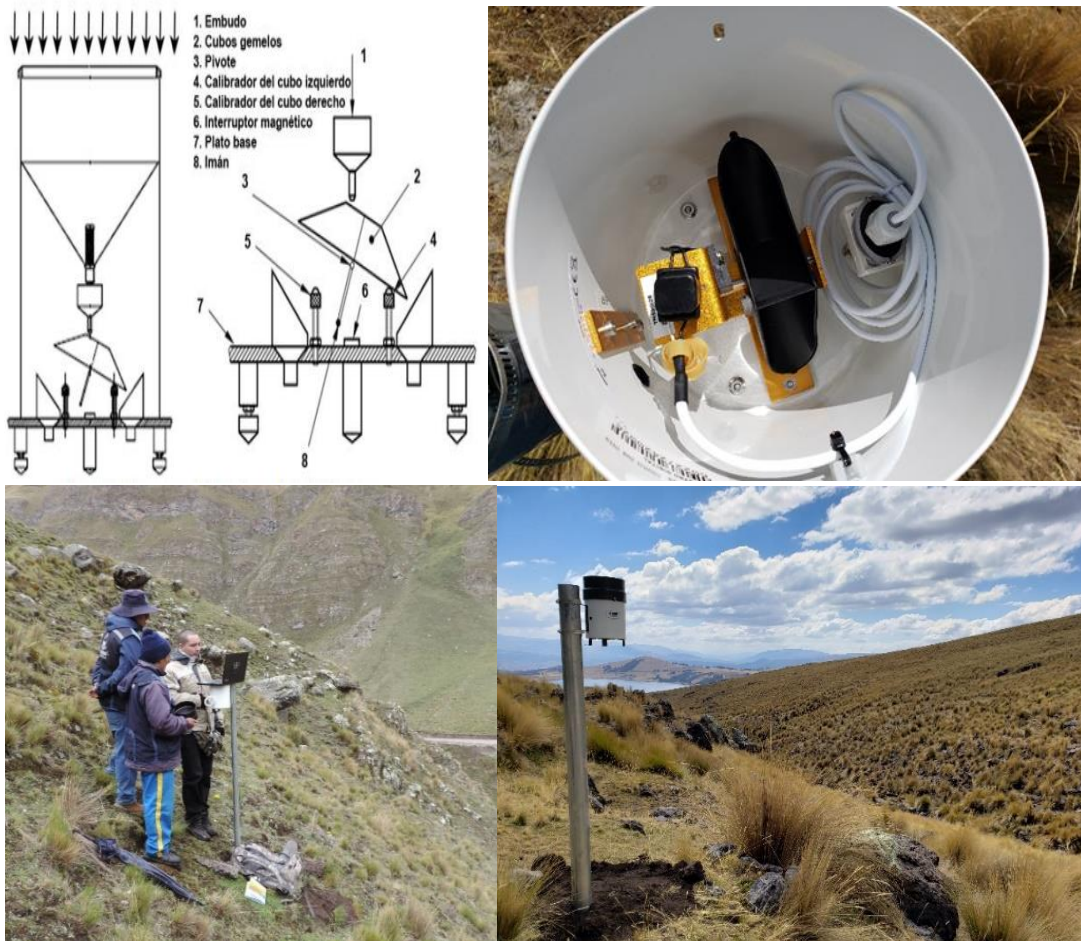 1. Embudo
2. Cubos gemelos
3. Pivote
4. Calibrador del cubo izquierdo
5. Calibrador del cubo derecho
6. Interruptor magnético
7. Plato base
8. Imán
1
2
3
4
5
6
7
8